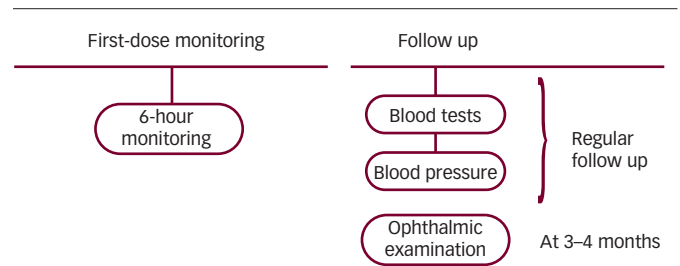 First-dose monitoring
6-hour
monitoring
Follow up
Blood tests
Blood pressure
Regular
follow up
Ophthalmic
examination
At 3–4 months